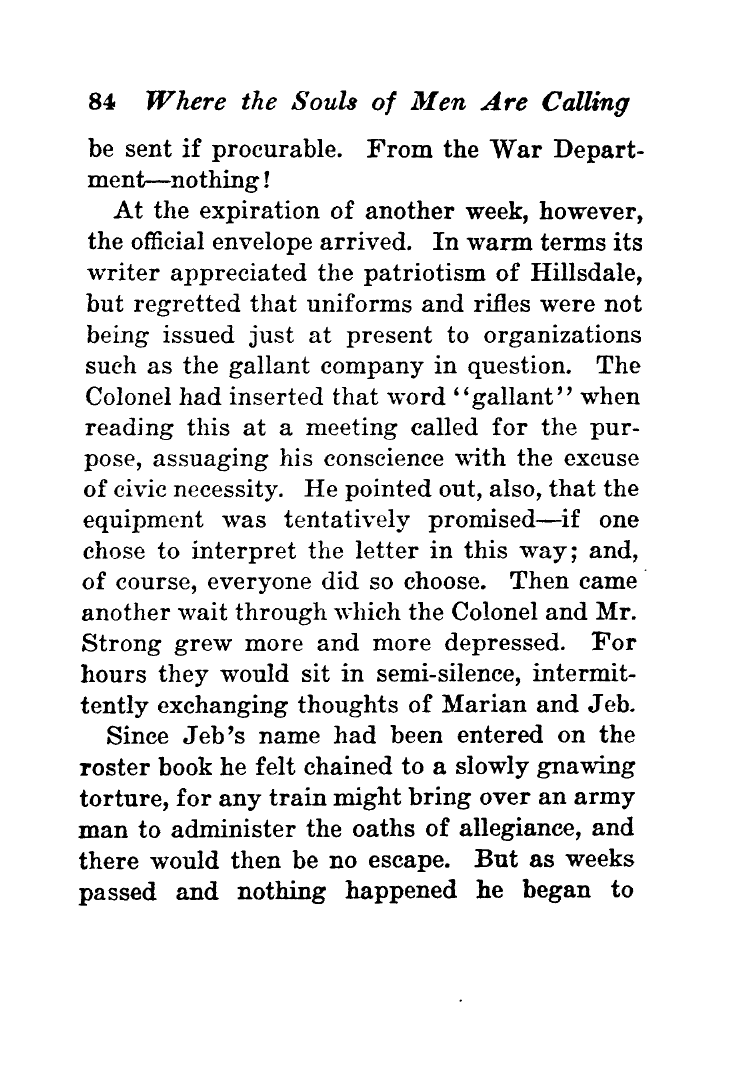 84 Where the Souls of Men Are Calling
be sent if procurable. From the War Depart-
ment—nothing!
At the expiration of another week, however,
the official envelope arrived. In warm terms its
writer appreciated the patriotism of Hillsdale,
but regretted that uniforms and rifles were not
being issued just at present to organizations
such as the gallant company in question. The
Colonel had inserted that word “gallant” when
reading this at a meeting called for the pur-
pose, assuaging his conscience with the excuse
of civic necessity. He pointed out, also, that the
equipment was tentatively promised—if one
chose to interpret the letter in this way; and,
of course, everyone did so choose. Then came
another wait through which the Colonel and Mr.
Strong grew more and more depressed. For
hours they would sit in semi-silence, intermit-
tently exchanging thoughts of Marian and Jeb.
Since Jeb's name had been entered on the
roster book he felt chained to a slowly gnawing
torture, for any train might bring over an army
man to administer the oaths of allegiance, and
there would then be no escape. But as weeks
passed and nothing happened he began to